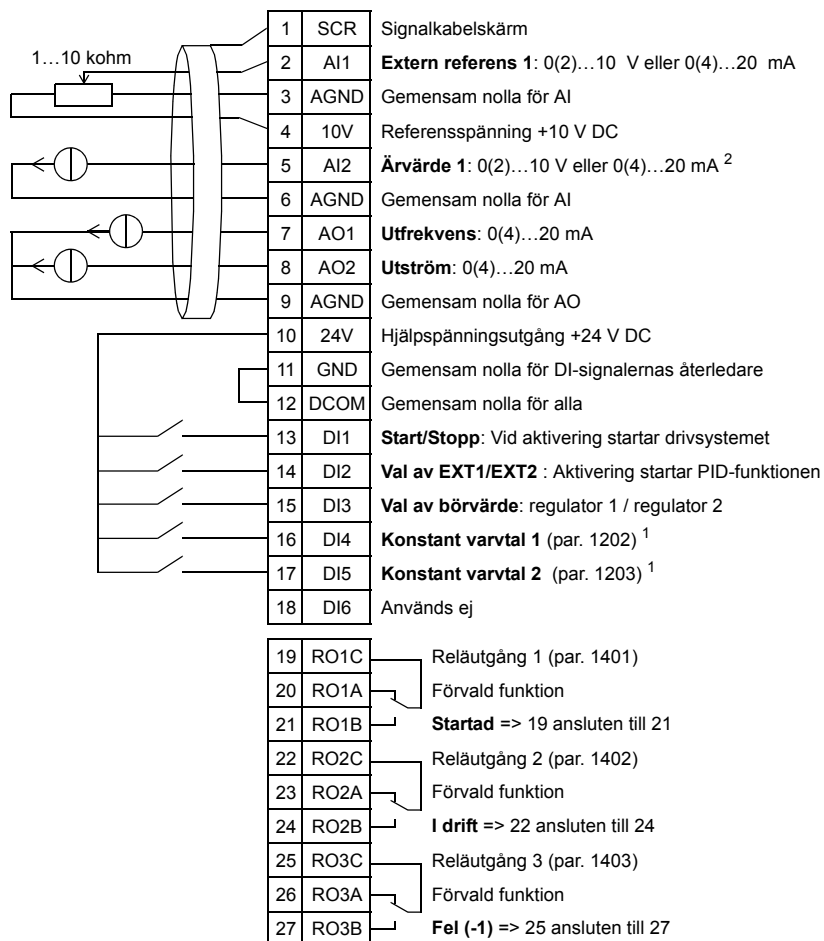 1…10 kohm
1 SCR Signalkabelskärm
2 AI1 Extern referens 1: 0(2)…10 V eller 0(4)…20 mA
3 AGND Gemensam nolla för AI
4 10V Referensspänning +10 V DC
5 AI2 Ärvärde 1: 0(2)…10 V eller 0(4)…20 mA 2
6 AGND Gemensam nolla för AI
7 AO1 Utfrekvens: 0(4)…20 mA
8 AO2 Utström: 0(4)…20 mA
9 AGND Gemensam nolla för AO
10 24V Hjälpspänningsutgång +24 V DC
11 GND Gemensam nolla för DI-signalernas återledare
12 DCOM Gemensam nolla för alla
13 DI1 Start/Stopp: Vid aktivering startar drivsystemet
14 DI2 Val av EXT1/EXT2 : Aktivering startar PID-funktionen
15 DI3 Val av börvärde: regulator 1 / regulator 2
16 DI4 Konstant varvtal 1 (par. 1202) 1
17 DI5 Konstant varvtal 2 (par. 1203) 1
18 DI6 Används ej
19 RO1C Reläutgång 1 (par. 1401)
20 RO1A Förvald funktion
21 RO1B Startad => 19 ansluten till 21
22 RO2C Reläutgång 2 (par. 1402)
23 RO2A Förvald funktion
24 RO2B I drift => 22 ansluten till 24
25 RO3C Reläutgång 3 (par. 1403)
26 RO3A Förvald funktion
27 RO3B Fel (-1) => 25 ansluten till 27